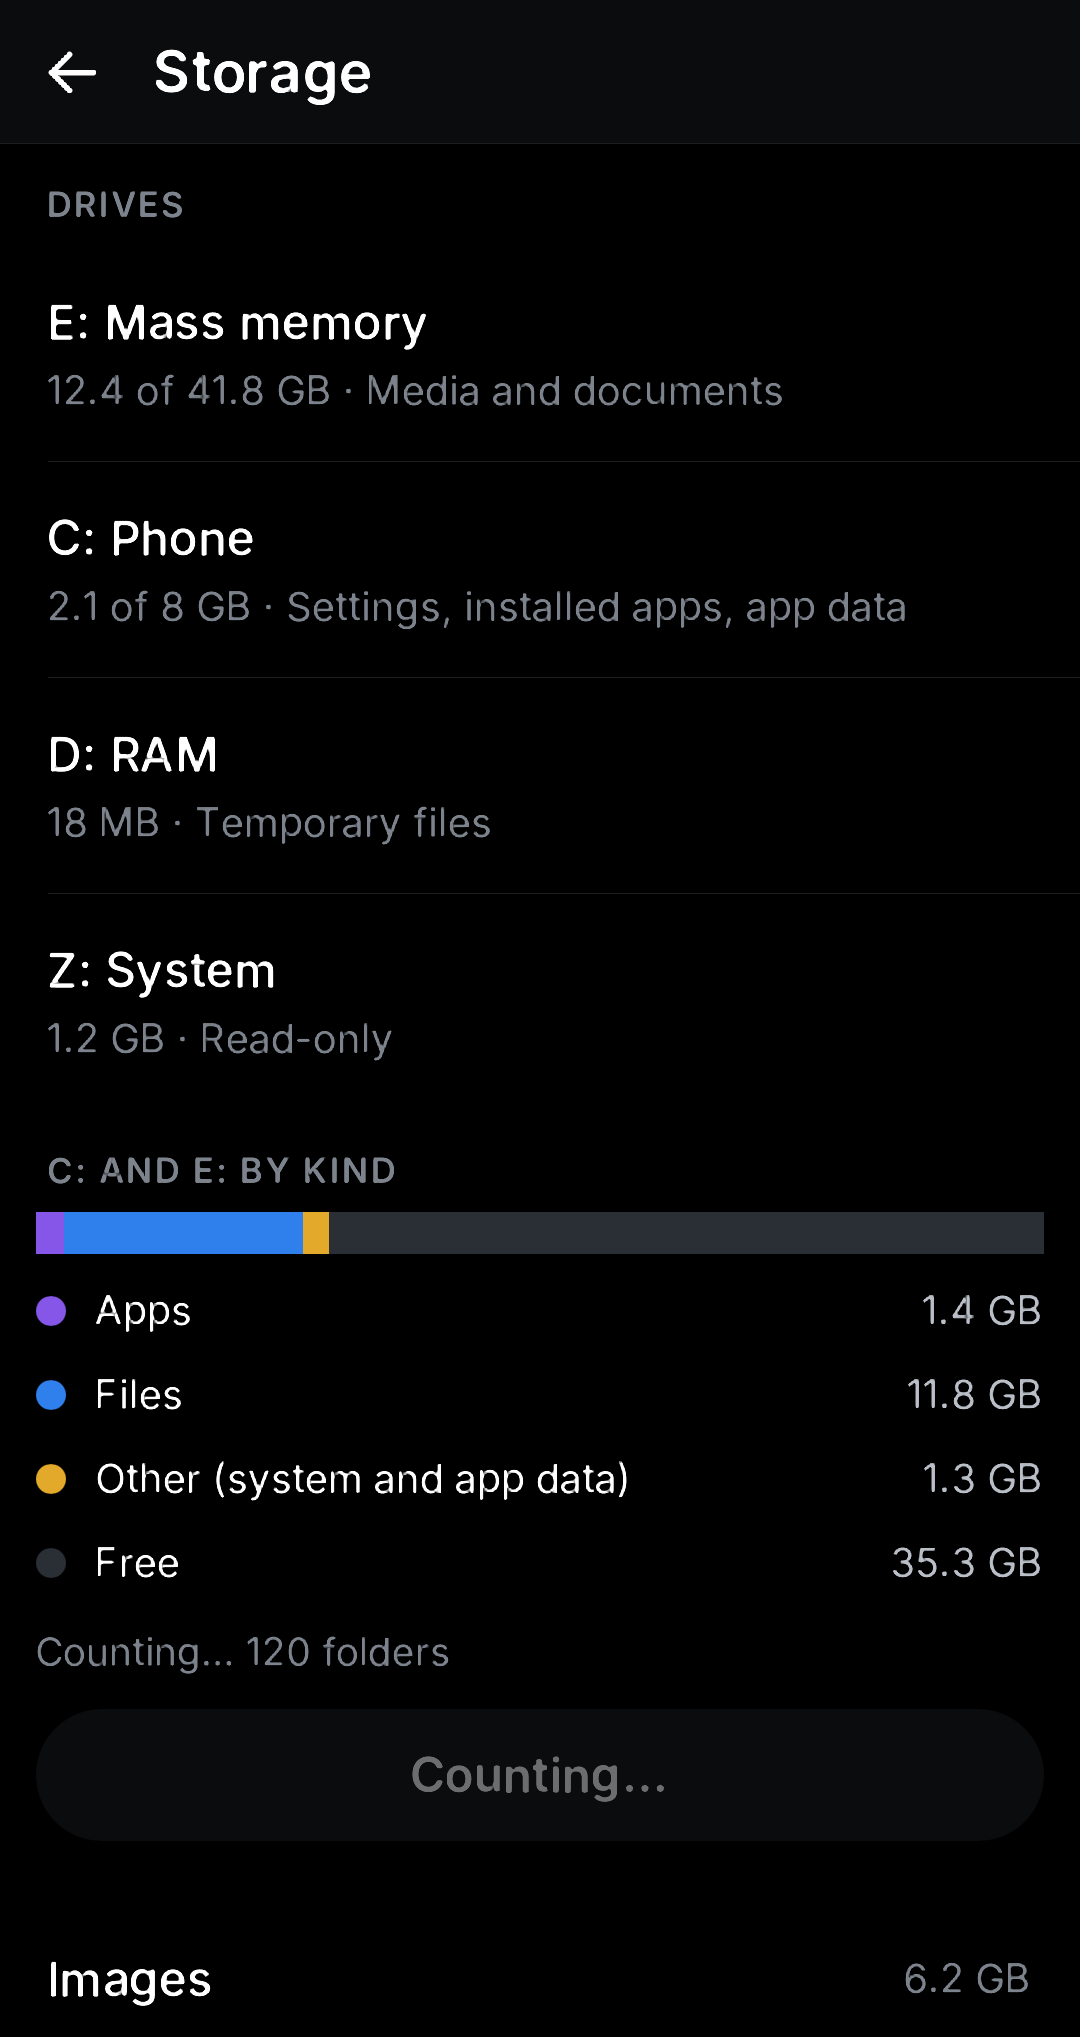 Storage
DRIVES
E: Mass memory
12.4 of 41.8 GB · Media and documents
C: Phone
2.1 of 8 GB · Settings, installed apps, app data
D: RAM
18 MB · Temporary files
Z: System
1.2 GB · Read-only
C: AND E: BY KIND
Apps 1.4 GB
Files 11.8 GB
Other (system and app data) 1.3 GB
Free 35.3 GB
Counting... 120 folders
Counting...
Images 6.2 GB